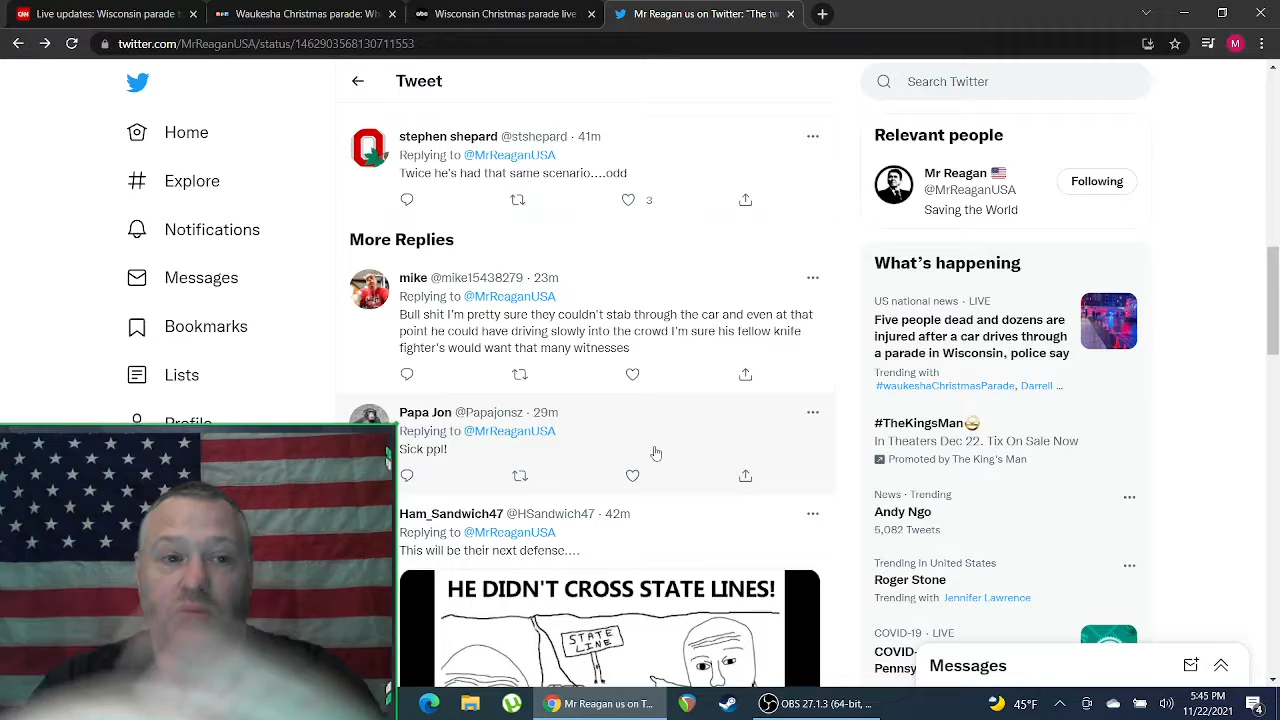 Live updates: Wisconsin parade t
Waukesha Christmas parade: Wh
Wisconsin Christmas parade live
Mr Reagan us on Twitter: "The tw
twitter.com/MrReaganUSA/status/1462903568130711553
M
Home
Explore
Notifications
Messages
Bookmarks
Lists
Tweet
stephen shepard @stshepard · 41m
Replying to @MrReaganUSA
Twice he's had that same scenario....odd
3
More Replies
mike @mike15438279 · 23m
Replying to @MrReaganUSA
Bull shit I'm pretty sure they couldn't stab through the car and even at that
point he could have driving slowly into the crowd I'm sure his fellow knife
fighter's would want that many witnesses
Papa Jon @Papajonsz · 29m
Replying to @MrReaganUSA
Sick ppl!
Ham_Sandwich47 @HSandwich47 · 42m
Replying to @MrReaganUSA
This will be their next defense....
HE DIDN'T CROSS STATE LINES!
STATE
LINE
Search Twitter
Relevant people
Mr Reagan
@MrReaganUSA
Following
Saving the World
What's happening
US national news · LIVE
Five people dead and dozens are
injured after a car drives through
a parade in Wisconsin, police say
Trending with
#waukeshaChristmasParade, Darrell ...
#TheKingsMan
In Theaters Dec 22. Tix On Sale Now
Promoted by The King's Man
News · Trending
Andy Ngo
5,082 Tweets
Trending in United States
Roger Stone
Trending with Jennifer Lawrence
COVID-19 · LIVE
COVID-
Pennsy
Messages
Mr Reagan us on T...
OBS 27.1.3 (64-bit, ...
45°F
5:45 PM
11/22/2021